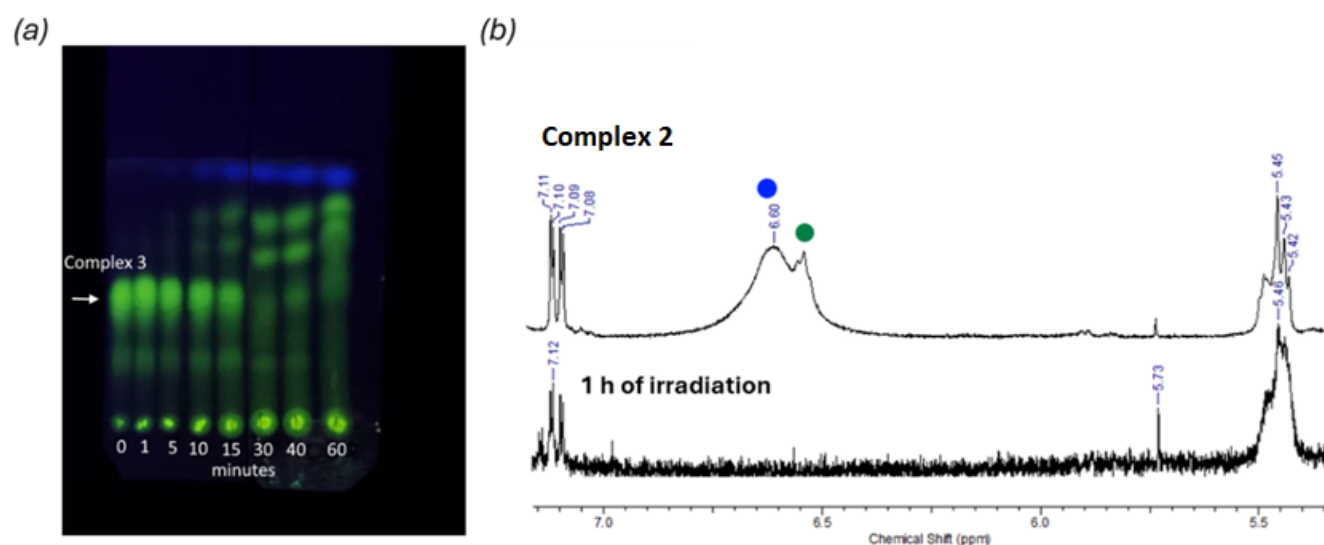 (a)
Complex 3
0 1 5 10 15 30 40 60
minutes
(b)
Complex 2
7.11
7.10
7.09
7.08
6.60
5.45
5.43
5.42
5.46
7.12
1 h of irradiation
5.73
7.0 6.5 6.0 5.5
Chemical Shift (ppm)